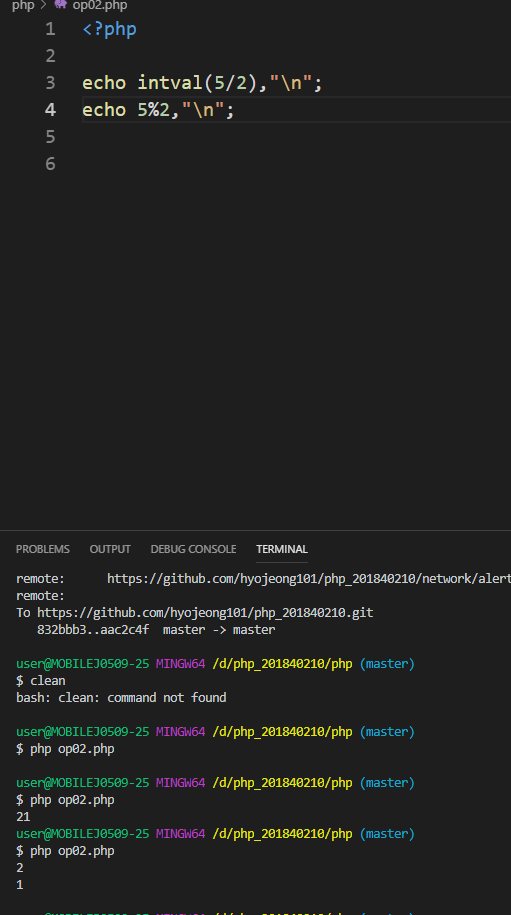 php > op02.php
1 <?php
2
3 echo intval(5/2),"\n";
4 echo 5%2,"\n";
5
6
PROBLEMS OUTPUT DEBUG CONSOLE TERMINAL
remote: https://github.com/hyojeong101/php_201840210/network/alert
remote:
To https://github.com/hyojeong101/php_201840210.git
832bbb3..aac2c4f master -> master
user@MOBILEJ0509-25 MINGW64 /d/php_201840210/php (master)
$ clean
bash: clean: command not found
user@MOBILEJ0509-25 MINGW64 /d/php_201840210/php (master)
$ php op02.php
user@MOBILEJ0509-25 MINGW64 /d/php_201840210/php (master)
$ php op02.php
21
user@MOBILEJ0509-25 MINGW64 /d/php_201840210/php (master)
$ php op02.php
2
1